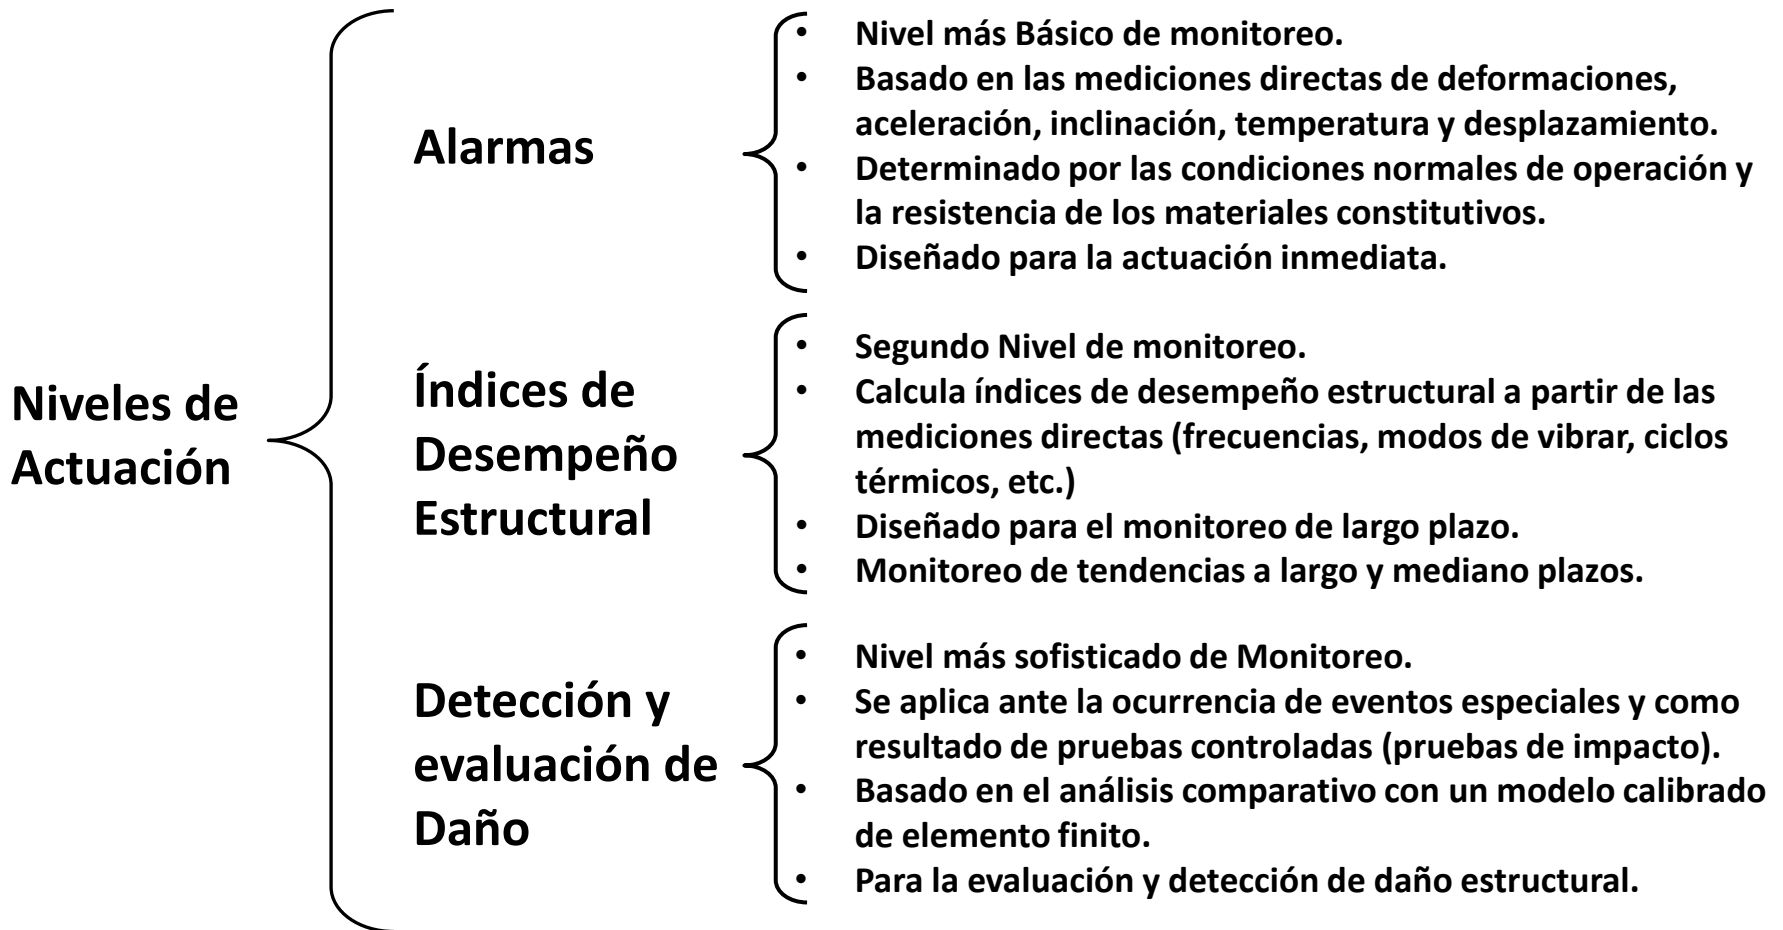 Niveles de
Actuación
Alarmas
• Nivel más Básico de monitoreo.
• Basado en las mediciones directas de deformaciones,
aceleración, inclinación, temperatura y desplazamiento.
• Determinado por las condiciones normales de operación y
la resistencia de los materiales constitutivos.
• Diseñado para la actuación inmediata.
Índices de
Desempeño
Estructural
• Segundo Nivel de monitoreo.
• Calcula índices de desempeño estructural a partir de las
mediciones directas (frecuencias, modos de vibrar, ciclos
térmicos, etc.)
• Diseñado para el monitoreo de largo plazo.
• Monitoreo de tendencias a largo y mediano plazos.
Detección y
evaluación de
Daño
• Nivel más sofisticado de Monitoreo.
• Se aplica ante la ocurrencia de eventos especiales y como
resultado de pruebas controladas (pruebas de impacto).
• Basado en el análisis comparativo con un modelo calibrado
de elemento finito.
• Para la evaluación y detección de daño estructural.